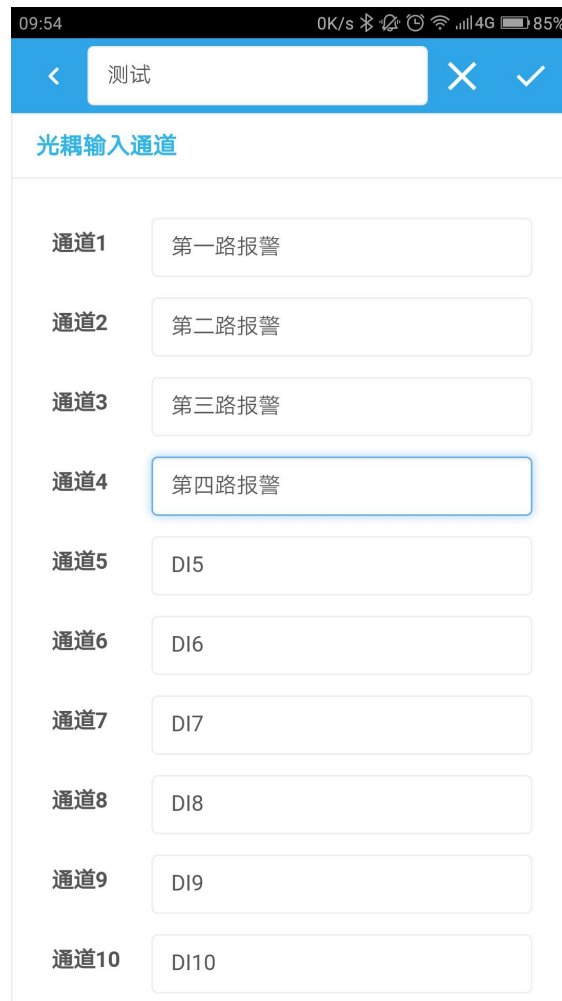 09:54 0K/s 4G 85%
测试
光耦输入通道
通道1 第一路报警
通道2 第二路报警
通道3 第三路报警
通道4 第四路报警
通道5 DI5
通道6 DI6
通道7 DI7
通道8 DI8
通道9 DI9
通道10 DI10